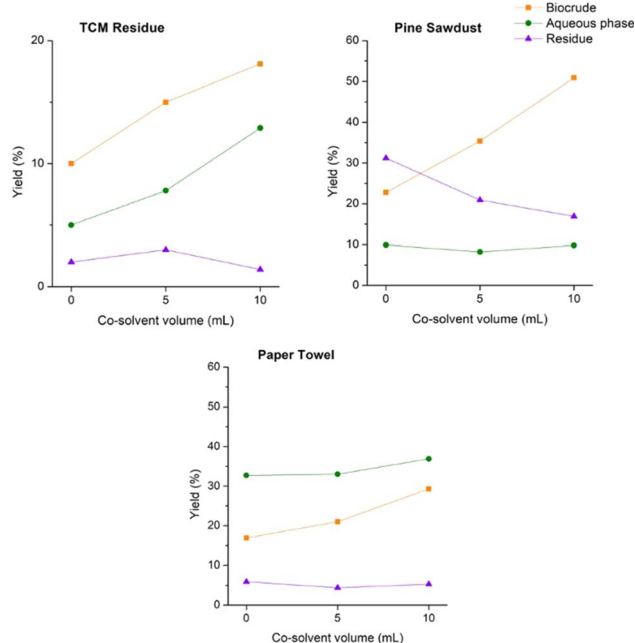 TCM Residue
Pine Sawdust
Biocrude
Aqueous phase
Residue
20
10
0
Yield (%)
0 5 10
Co-solvent volume (mL)
60
50
40
30
20
10
0
Yield (%)
0 5 10
Co-solvent volume (mL)
Paper Towel
60
50
40
30
20
10
0
Yield (%)
0 5 10
Co-solvent volume (mL)